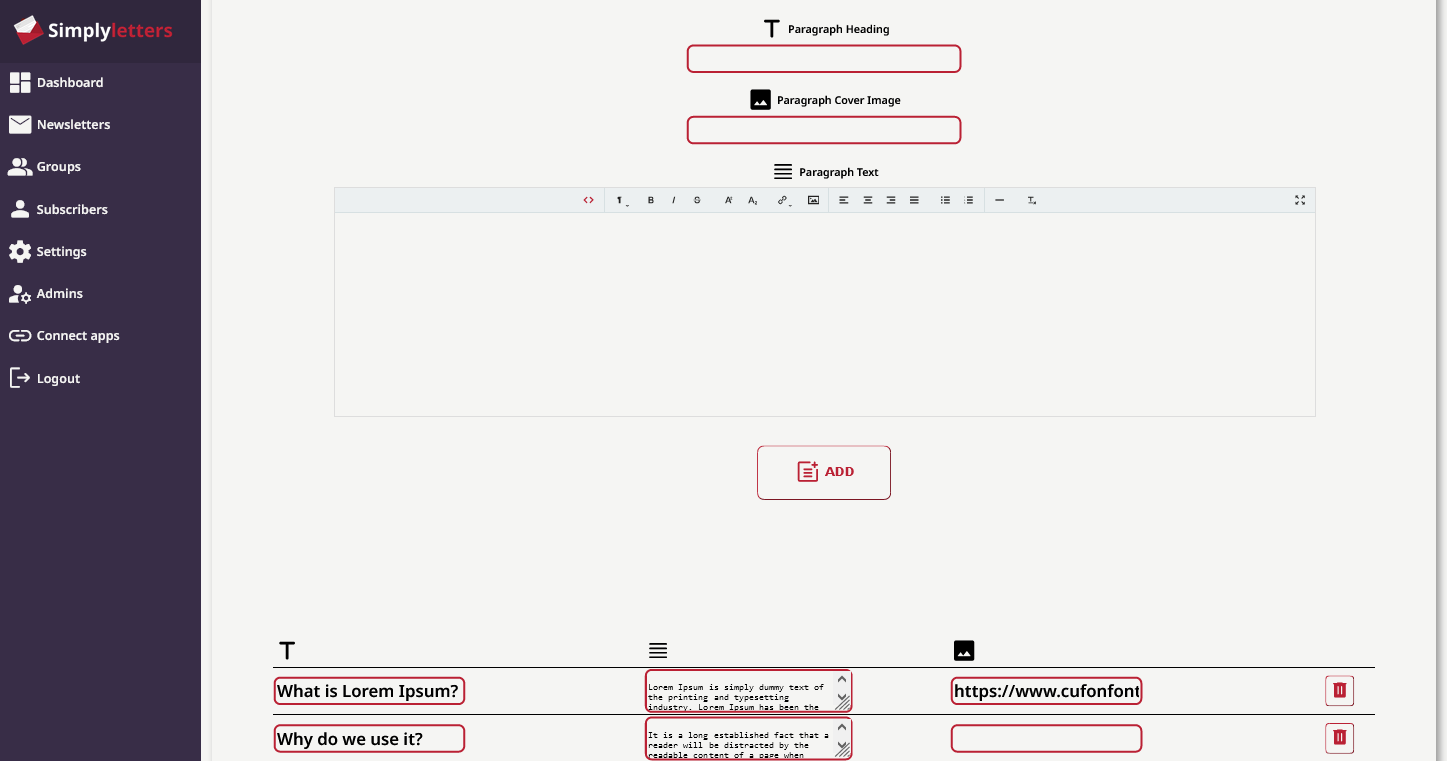 Simplyletters
Dashboard
Newsletters
Groups
Subscribers
Settings
Admins
Connect apps
Logout
Paragraph Heading
Paragraph Cover Image
Paragraph Text
ADD
What is Lorem Ipsum?
Lorem Ipsum is simply dummy text of
the printing and typesetting
industry. Lorem Ipsum has been the
https://www.cufonfont
Why do we use it?
It is a long established fact that a
reader will be distracted by the
readable content of a page when